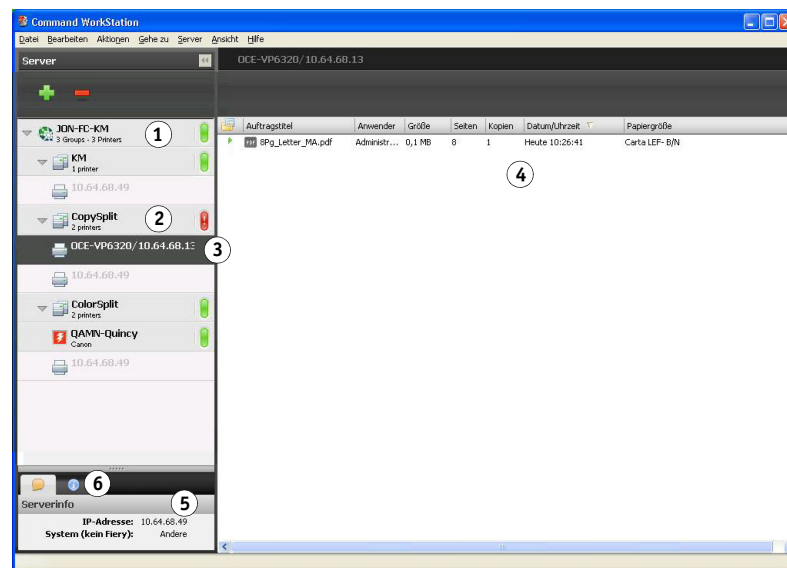 Command WorkStation
Datei Bearbeiten Aktionen Gehe zu Server Ansicht Hilfe
Server
OCE-VP6320/10.64.68.13
JON-FC-KM
3 Groups - 3 Printers
1
KM
1 printer
10.64.68.49
CopySplit
2 printers
2
OCE-VP6320/10.64.68.13
3
10.64.68.49
ColorSplit
2 printers
QAMN-Quincy
Canon
10.64.68.49
Auftragstitel Anwender Größe Seiten Kopien Datum/Uhrzeit Papiergröße
8Pg_Letter_MA.pdf Administr... 0,1 MB 8 1 Heute 10:26:41 Carta LEF- B/N
4
6
Serverinfo
5
IP-Adresse: 10.64.68.49
System (kein Fiery): Andere